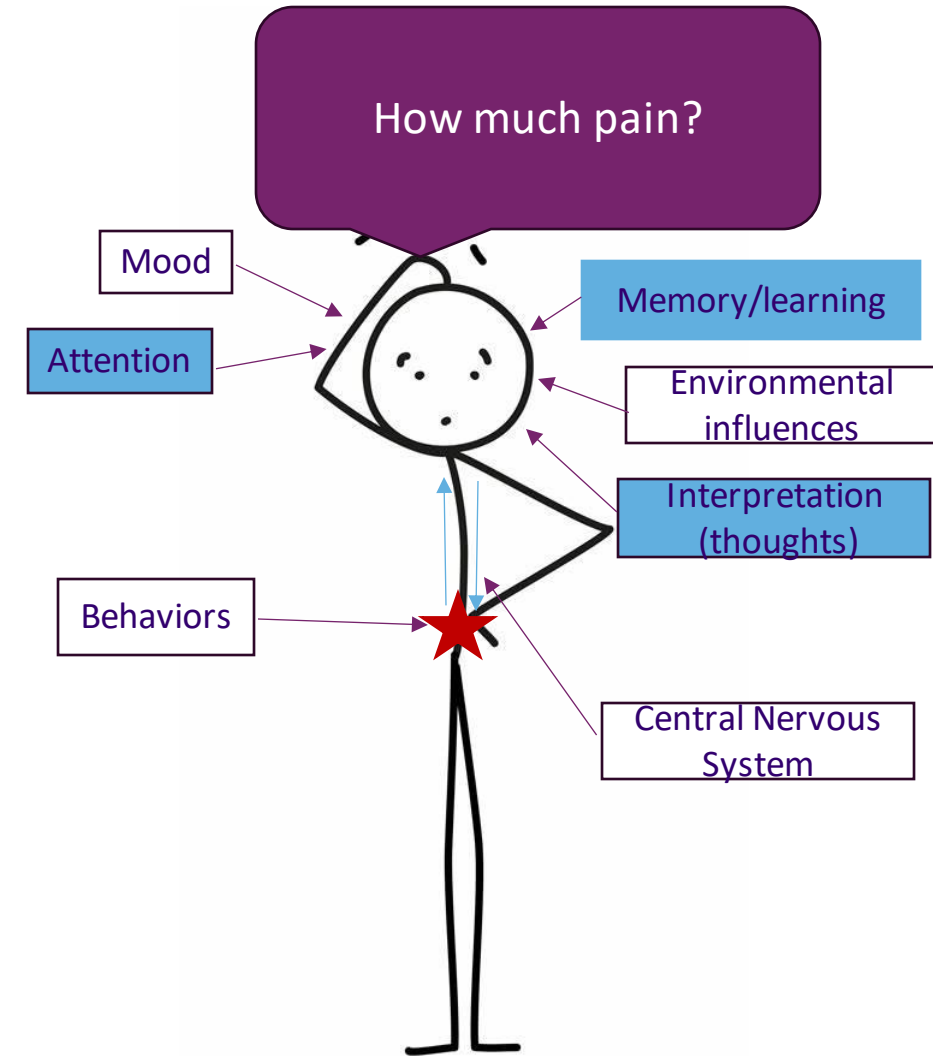 How much pain?
Mood
Memory/learning
Attention
Environmental
influences
Interpretation
(thoughts)
Behaviors
Central Nervous
System